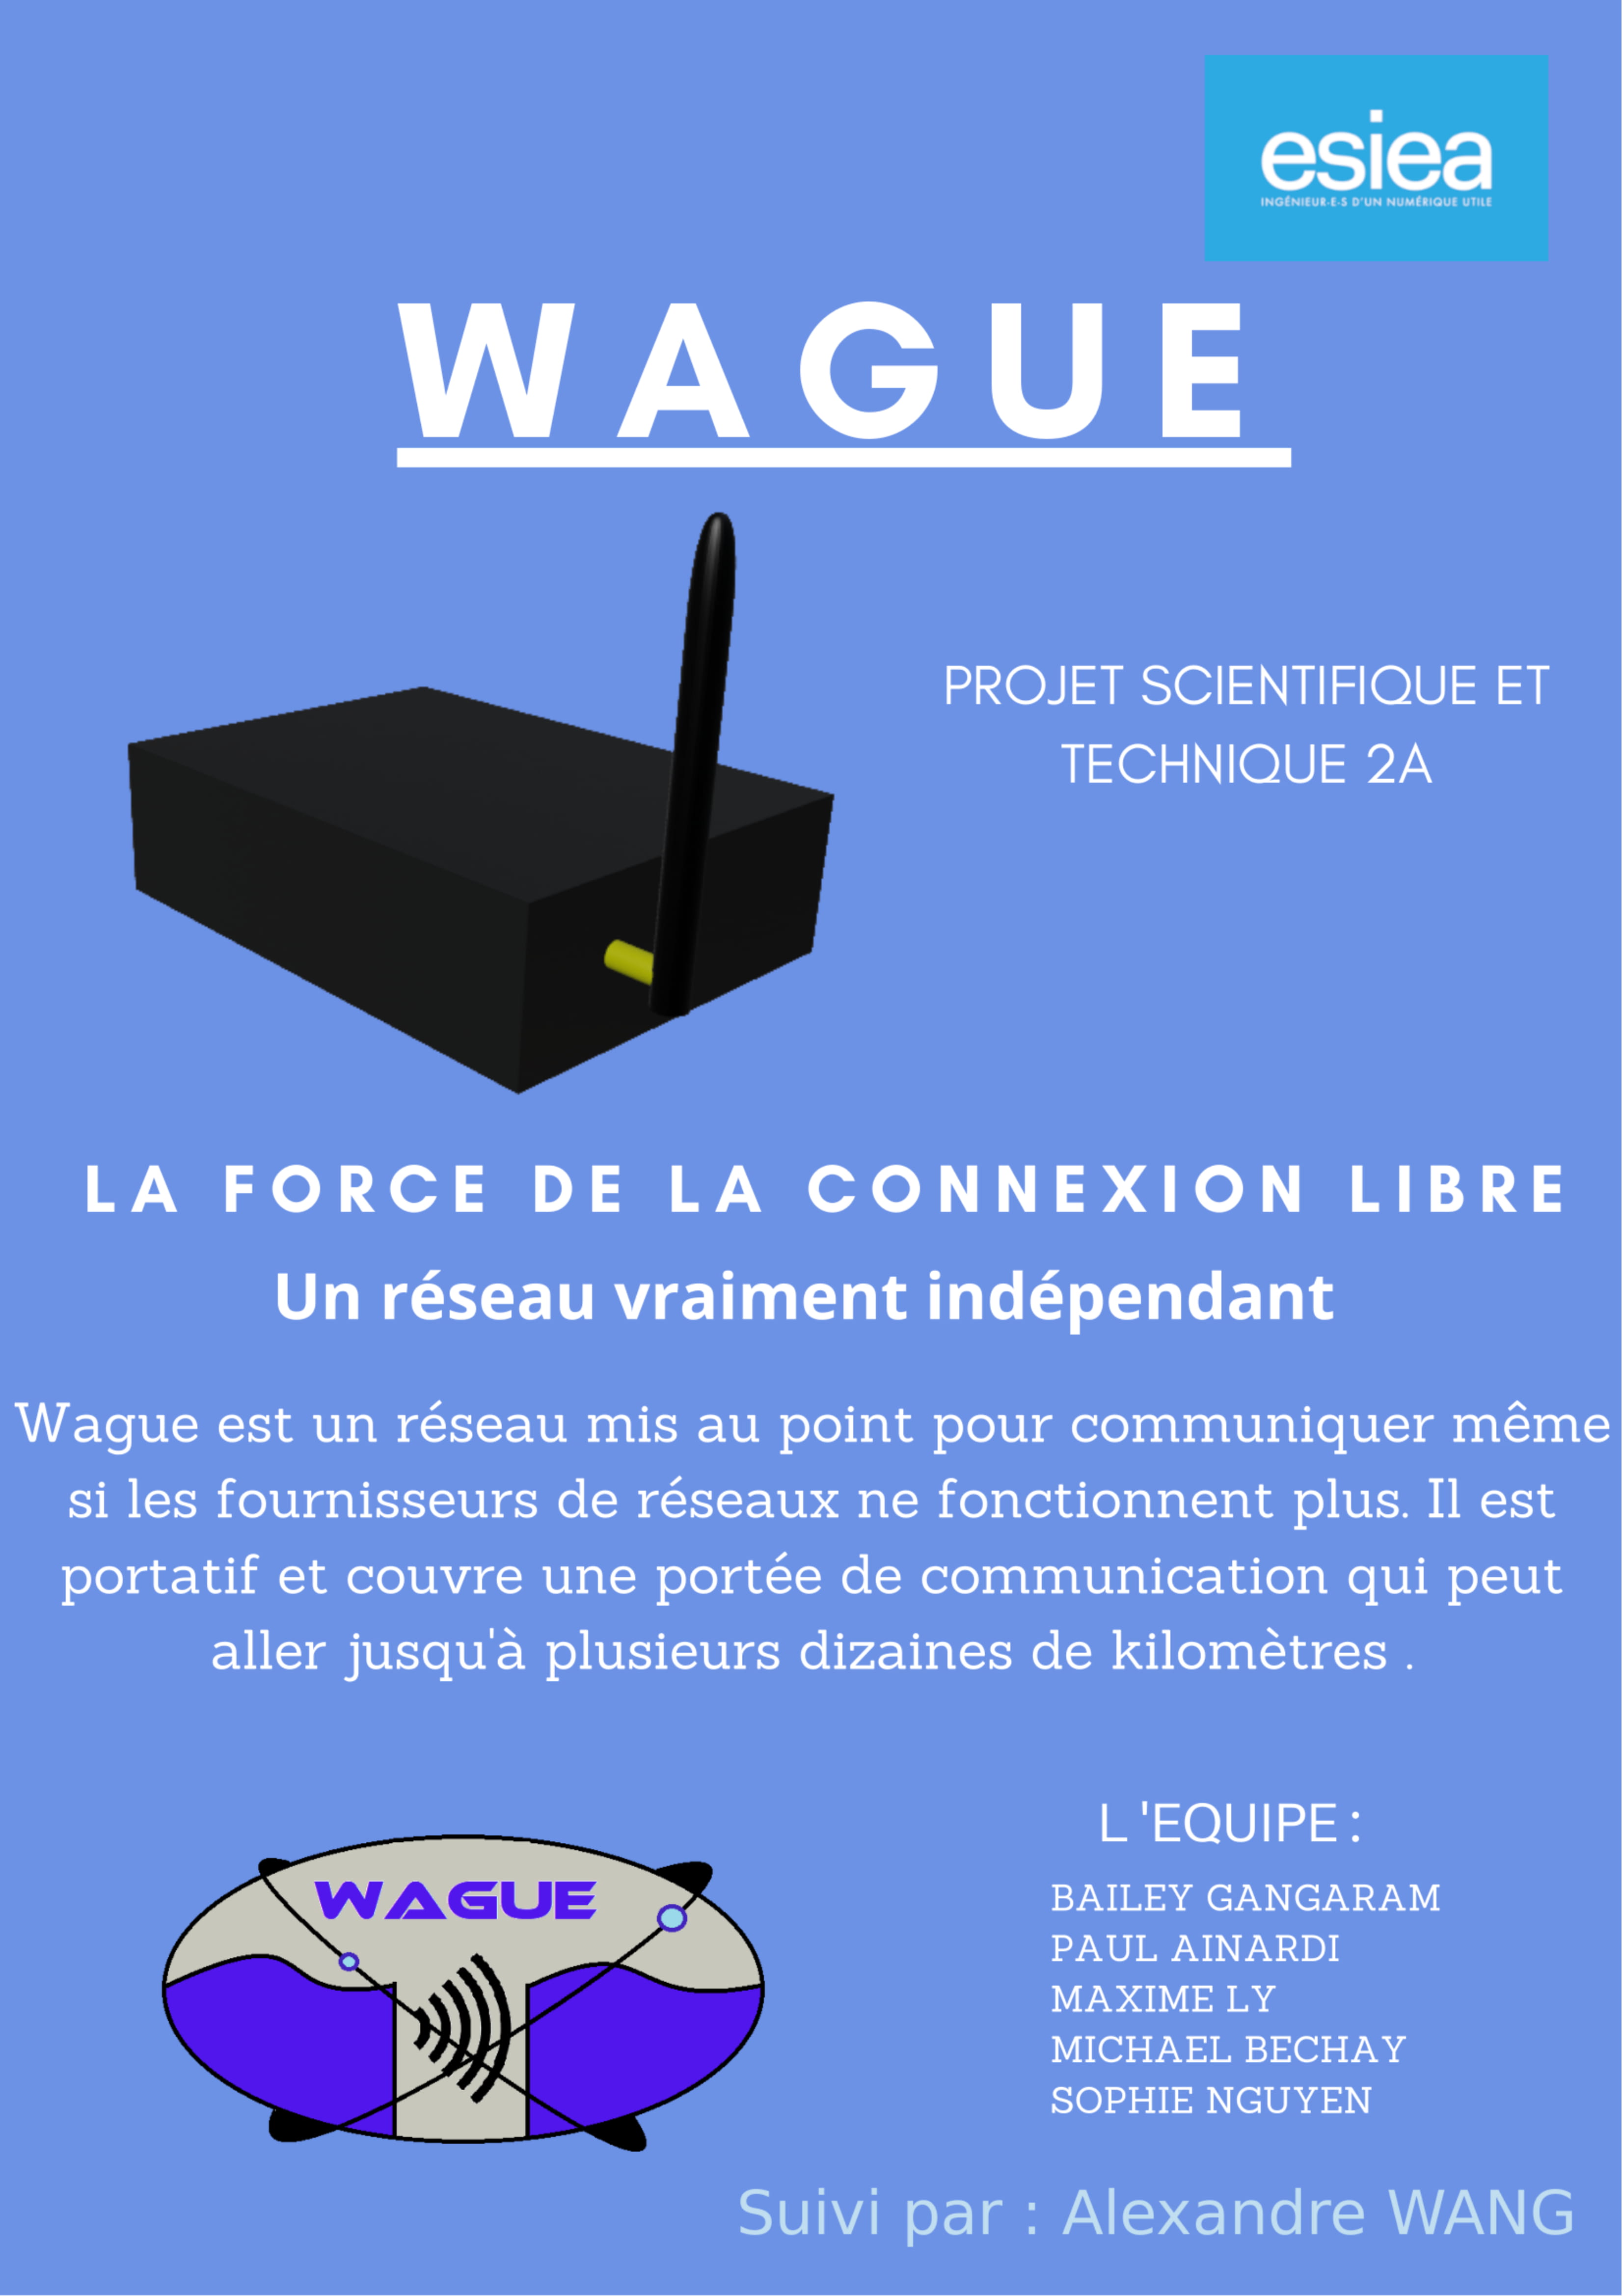 esiea
INGÉNIEUR·E·S D'UN NUMÉRIQUE UTILE
WAGUE
PROJET SCIENTIFIQUE ET
TECHNIQUE 2A
LA FORCE DE LA CONNEXION LIBRE
Un réseau vraiment indépendant
Wague est un réseau mis au point pour communiquer même
si les fournisseurs de réseaux ne fonctionnent plus. Il est
portatif et couvre une portée de communication qui peut
aller jusqu'à plusieurs dizaines de kilomètres .
L 'EQUIPE :
BAILEY GANGARAM
PAUL AINARDI
MAXIME LY
MICHAEL BECHAY
SOPHIE NGUYEN
WAGUE
Suivi par : Alexandre WANG